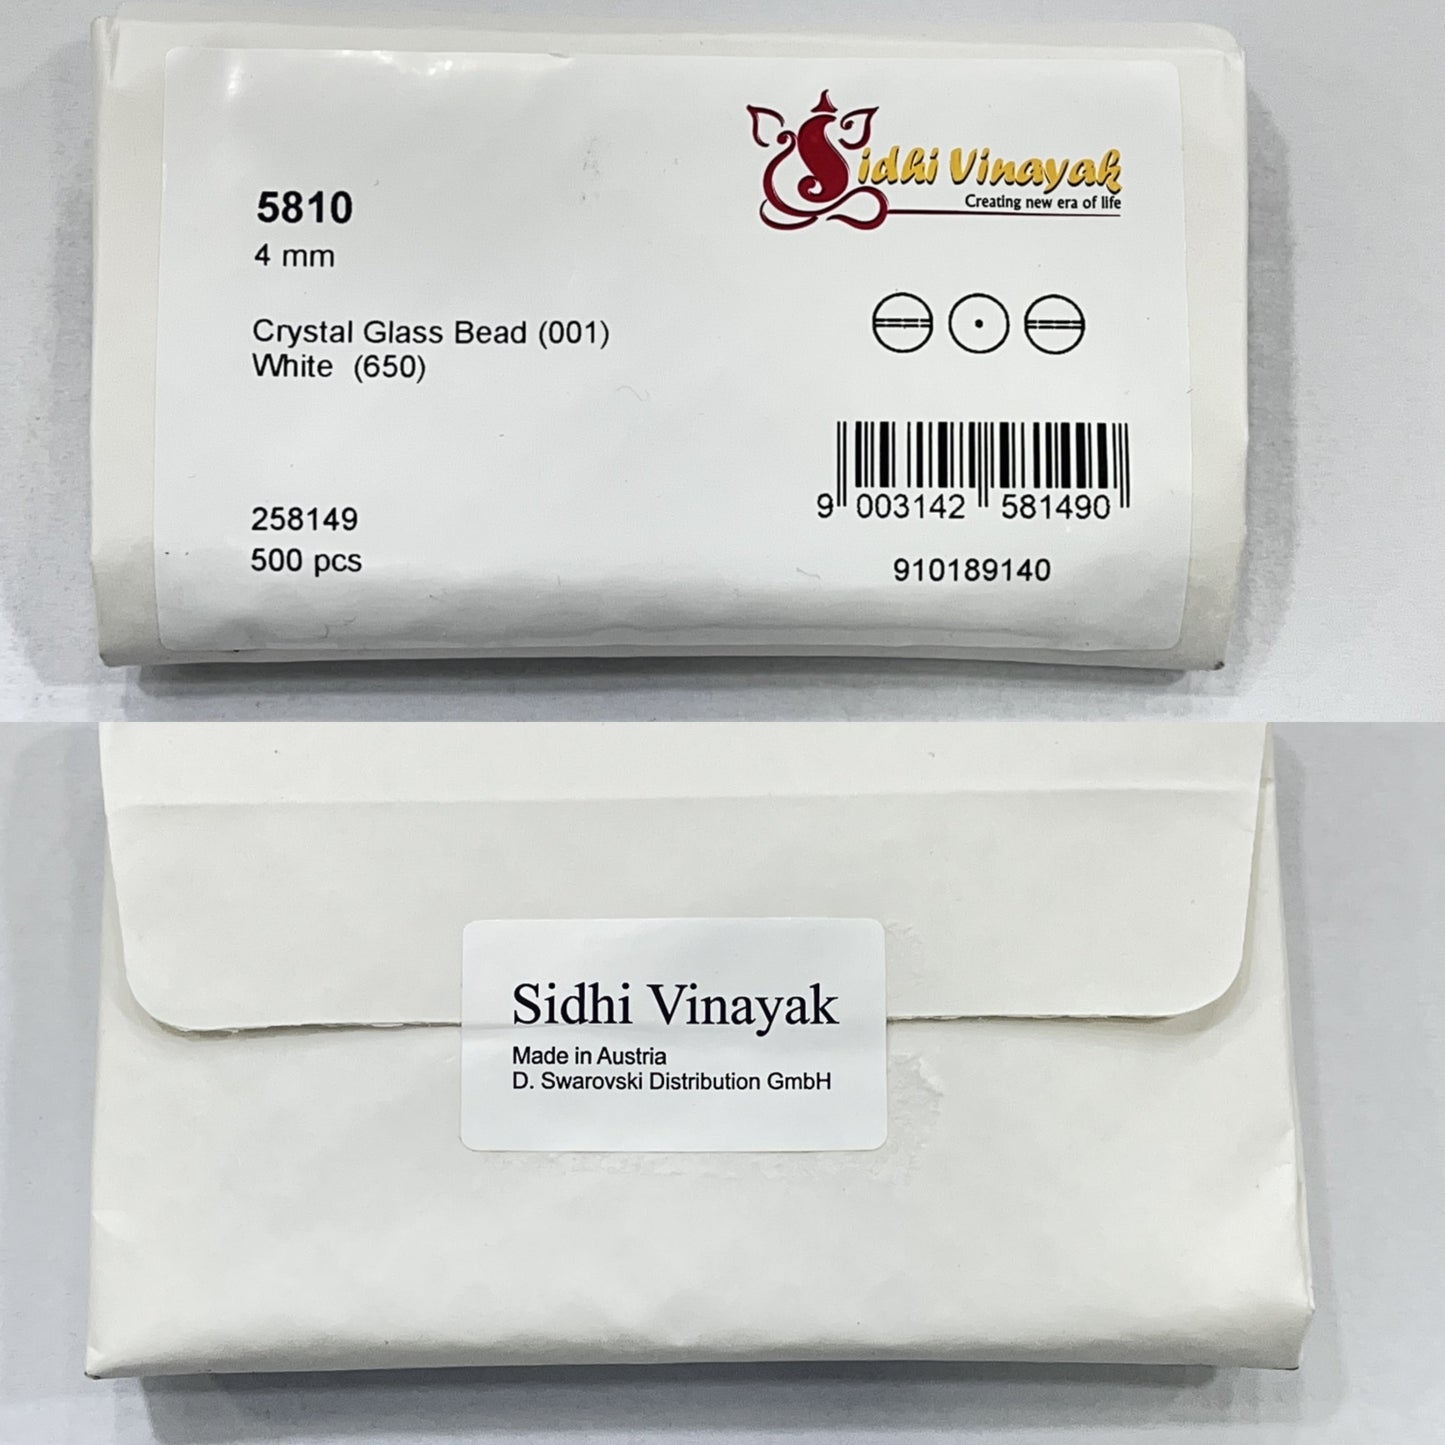 5810
4 mm
Crystal Glass Bead (001)
White (650)
258149
500 pcs
Sidhi Vinayak
Creating new era of life
9 003142 581490
910189140
Sidhi Vinayak
Made in Austria
D. Swarovski Distribution GmbH